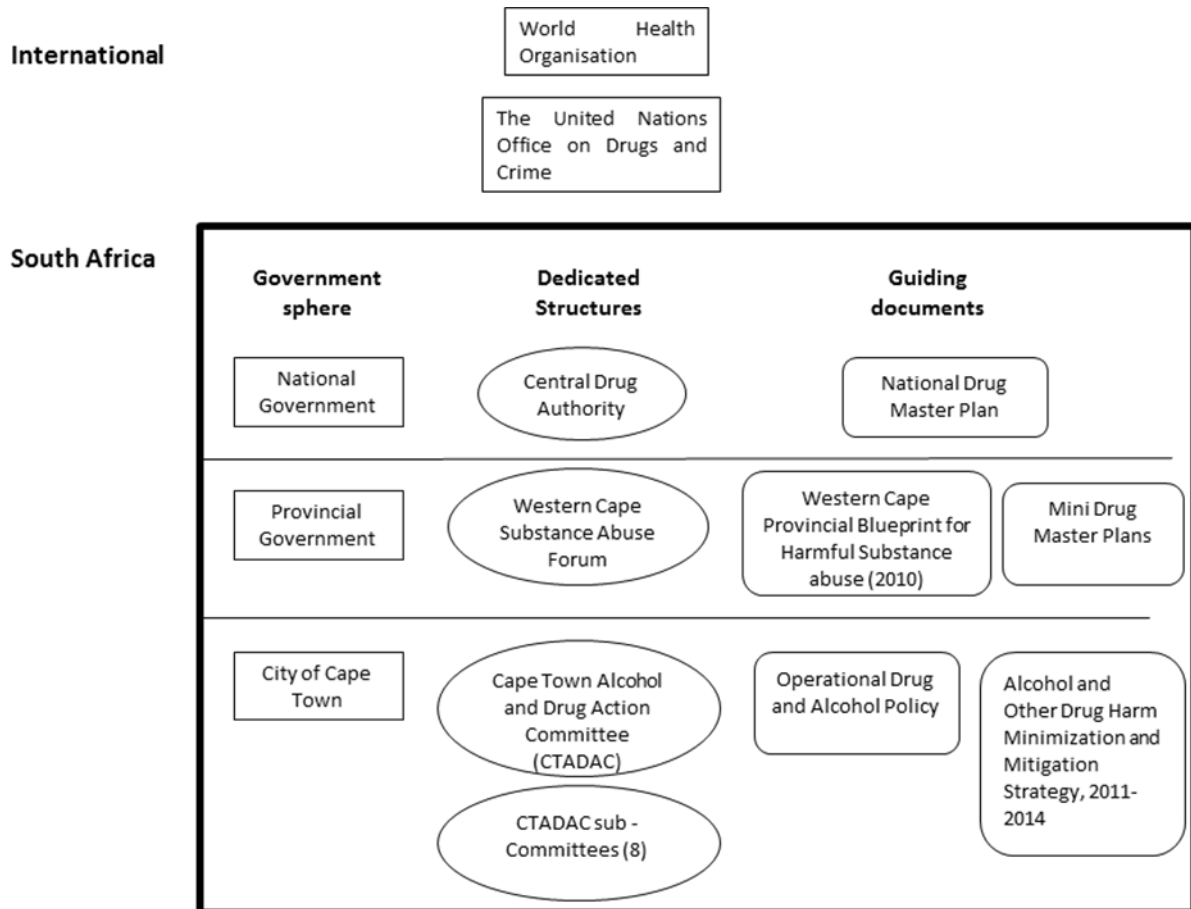 International
World Health
Organisation
The United Nations
Office on Drugs and
Crime
South Africa
Government
sphere
Dedicated
Structures
Guiding
documents
National
Government
Central Drug
Authority
National Drug
Master Plan
Provincial
Government
Western Cape
Substance Abuse
Forum
Western Cape
Provincial Blueprint for
Harmful Substance
abuse (2010)
Mini Drug
Master Plans
City of Cape
Town
Cape Town Alcohol
and Drug Action
Committee
(CTADAC)
CTADAC sub -
Committees (8)
Operational Drug
and Alcohol Policy
Alcohol and
Other Drug Harm
Minimization and
Mitigation
Strategy, 2011-
2014